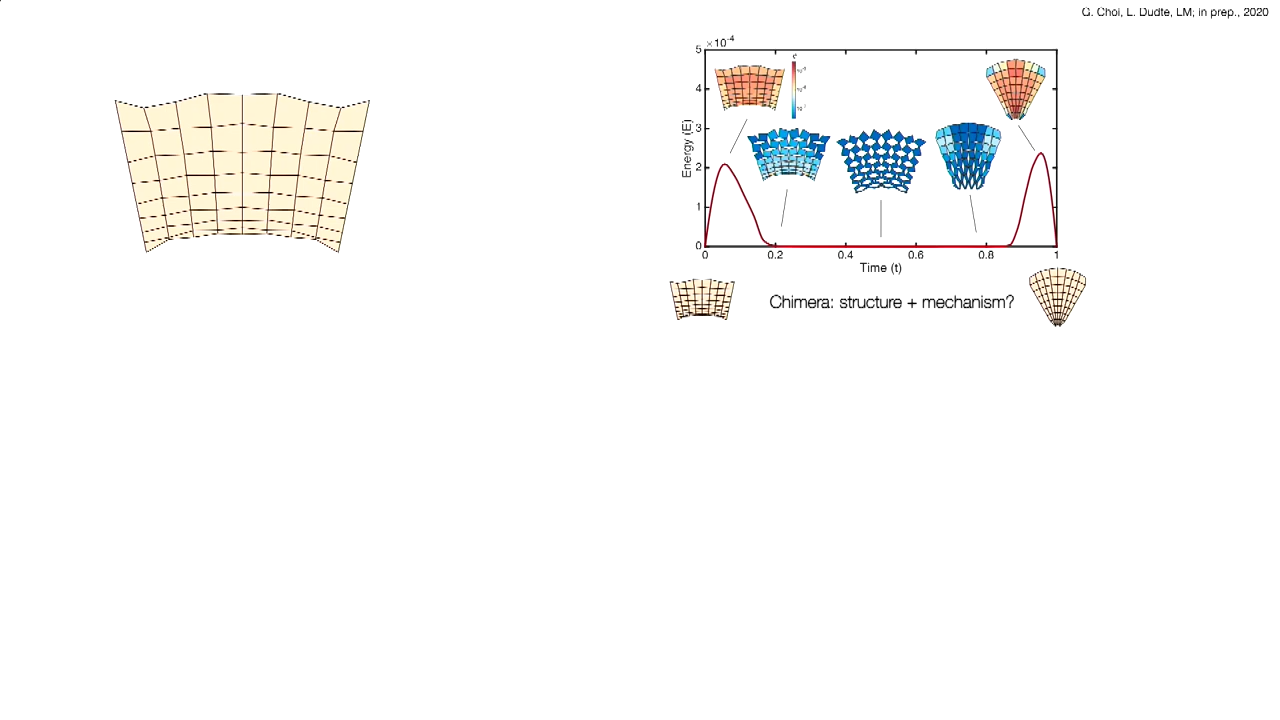 G. Choi, L. Dudte, LM; in prep., 2020
5 ×10⁻⁴
4
3
2
1
0
Energy (E)
0 0.2 0.4 0.6 0.8 1
Time (t)
Chimera: structure + mechanism?